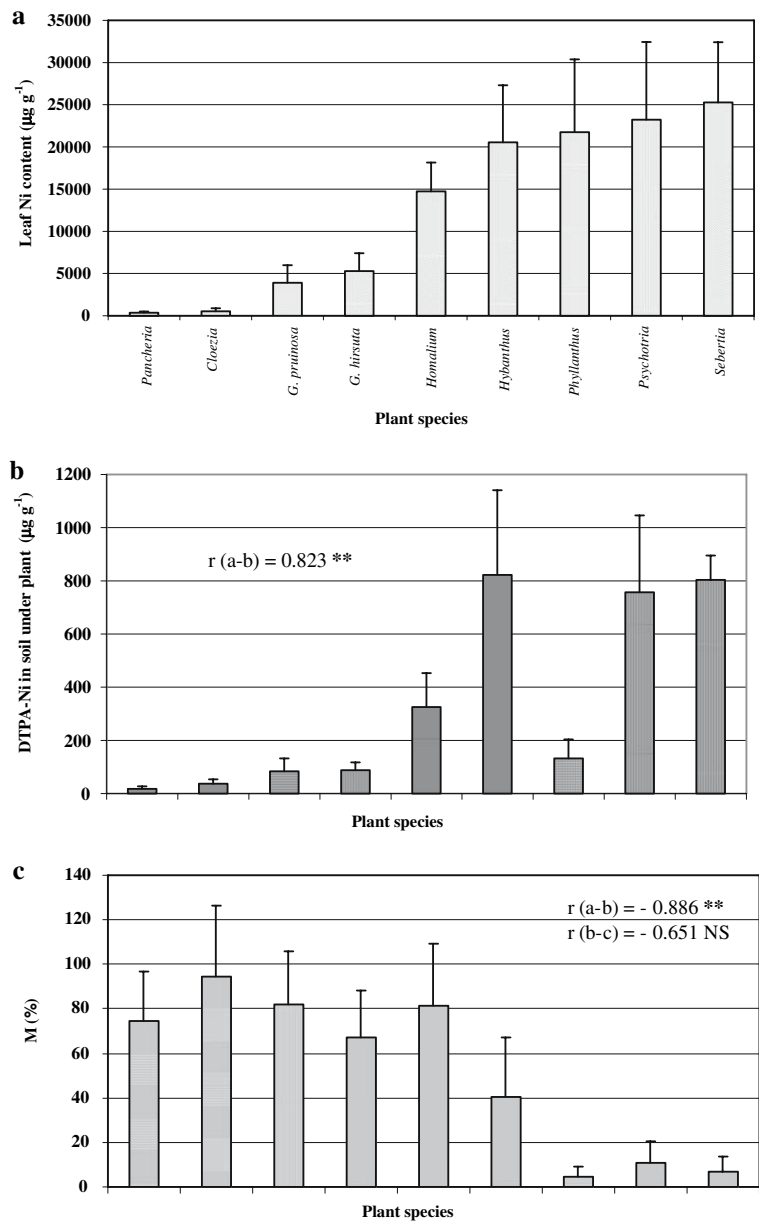 a
Leaf Ni content (µg g⁻¹)
35000
30000
25000
20000
15000
10000
5000
0
Pancheria
Cloezia
G. pruinosa
G. hirsuta
Homalium
Hybanthus
Phyllanthus
Psychotria
Sebertia
Plant species
b
DTPA-Ni in soil under plant (µg g⁻¹)
1200
1000
800
600
400
200
0
r (a-b) = 0.823 **
Plant species
c
M (%)
140
120
100
80
60
40
20
0
r (a-b) = - 0.886 **
r (b-c) = - 0.651 NS
Plant species